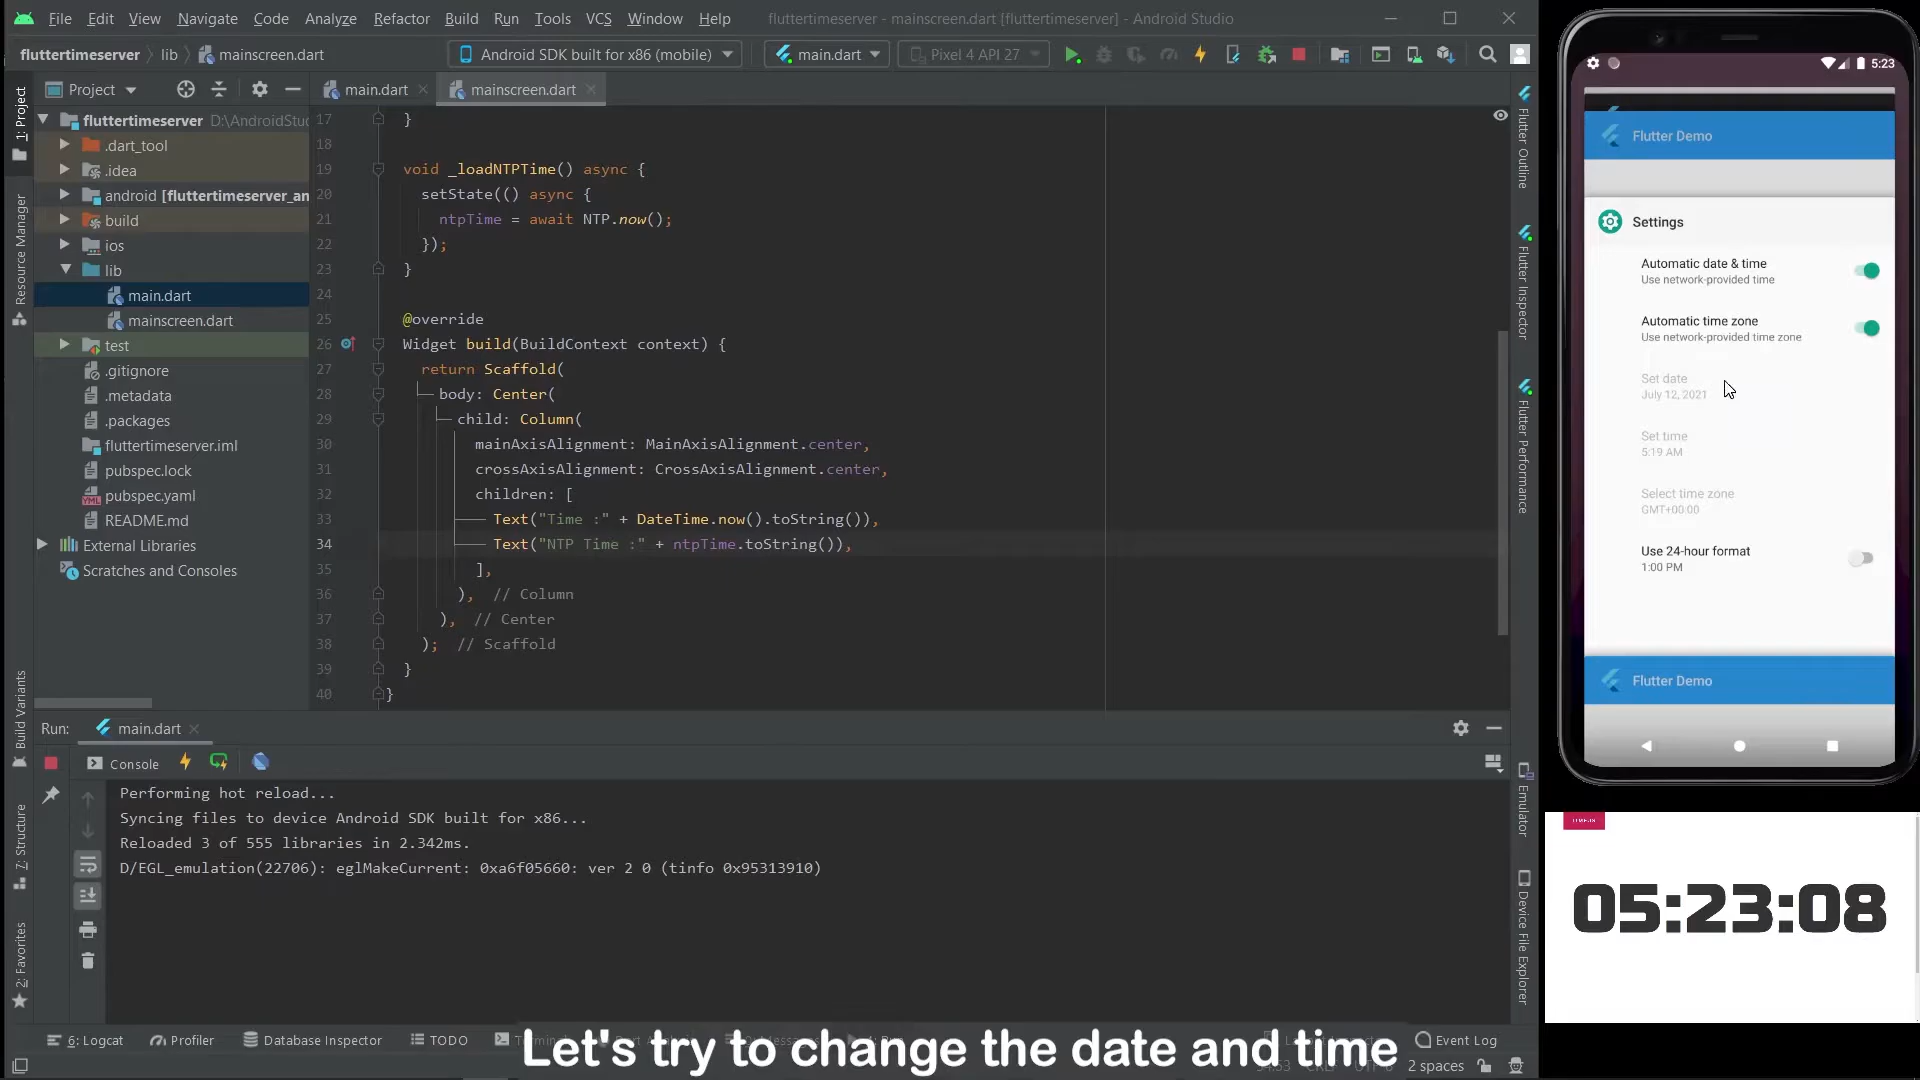 File Edit View Navigate Code Analyze Refactor Build Run Tools VCS Window Help fluttertimeserver - mainscreen.dart [fluttertimeserver] - Android Studio
fluttertimeserver lib mainscreen.dart Android SDK built for x86 (mobile) main.dart Pixel 4 API 27
Project main.dart mainscreen.dart
1: Project
Resource Manager
Build Variants
7: Structure
2: Favorites
fluttertimeserver D:\AndroidStu
.dart_tool
.idea
android [fluttertimeserver_an
build
ios
lib
main.dart
mainscreen.dart
test
.gitignore
.metadata
.packages
fluttertimeserver.iml
pubspec.lock
pubspec.yaml
README.md
External Libraries
Scratches and Consoles
17 }
18
19 void _loadNTPTime() async {
20 setState(() async {
21 ntpTime = await NTP.now();
22 });
23 }
24
25 @override
26 Widget build(BuildContext context) {
27 return Scaffold(
28 body: Center(
29 child: Column(
30 mainAxisAlignment: MainAxisAlignment.center,
31 crossAxisAlignment: CrossAxisAlignment.center,
32 children: [
33 Text("Time :" + DateTime.now().toString()),
34 Text("NTP Time :" + ntpTime.toString()),
35 ],
36 ), // Column
37 ), // Center
38 ); // Scaffold
39 }
40 }
Flutter Outline
Flutter Inspector
Flutter Performance
Emulator
Device File Explorer
Run: main.dart
Console
Performing hot reload...
Syncing files to device Android SDK built for x86...
Reloaded 3 of 555 libraries in 2.342ms.
D/EGL_emulation(22706): eglMakeCurrent: 0xa6f05660: ver 2 0 (tinfo 0x95313910)
6: Logcat Profiler Database Inspector TODO Event Log
2 spaces
Let's try to change the date and time
5:23
Flutter Demo
Settings
Automatic date & time
Use network-provided time
Automatic time zone
Use network-provided time zone
Set date
July 12, 2021
Set time
5:19 AM
Select time zone
GMT+00:00
Use 24-hour format
1:00 PM
Flutter Demo
05:23:08